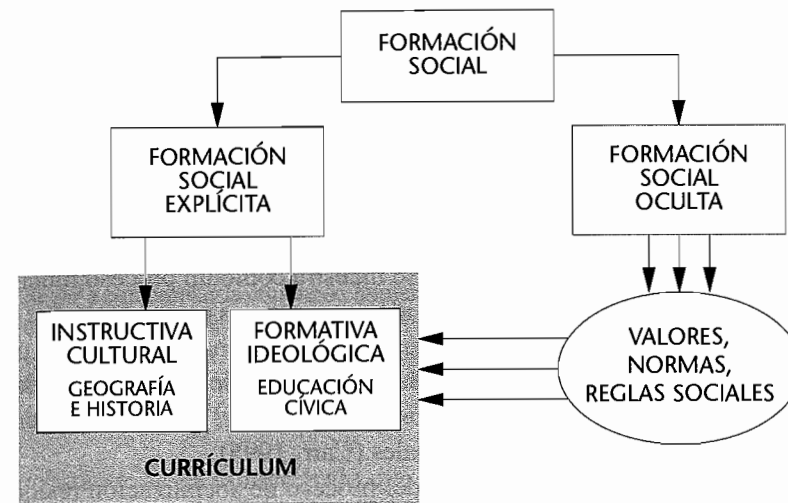 FORMACIÓN
SOCIAL
FORMACIÓN
SOCIAL
EXPLÍCITA
FORMACIÓN
SOCIAL
OCULTA
INSTRUCTIVA
CULTURAL
GEOGRAFÍA
E HISTORIA
FORMATIVA
IDEOLÓGICA
EDUCACIÓN
CÍVICA
VALORES,
NORMAS,
REGLAS SOCIALES
CURRÍCULUM